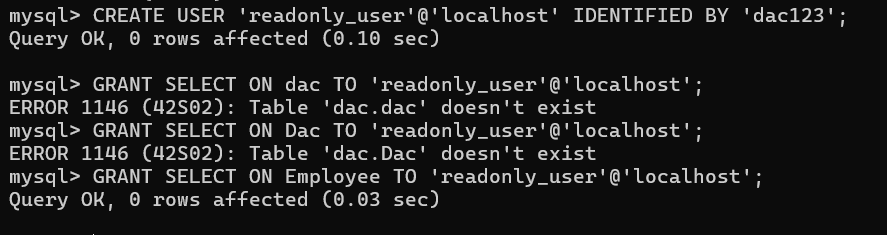 mysql> CREATE USER 'readonly_user'@'localhost' IDENTIFIED BY 'dac123';
Query OK, 0 rows affected (0.10 sec)
mysql> GRANT SELECT ON dac TO 'readonly_user'@'localhost';
ERROR 1146 (42S02): Table 'dac.dac' doesn't exist
mysql> GRANT SELECT ON Dac TO 'readonly_user'@'localhost';
ERROR 1146 (42S02): Table 'dac.Dac' doesn't exist
mysql> GRANT SELECT ON Employee TO 'readonly_user'@'localhost';
Query OK, 0 rows affected (0.03 sec)